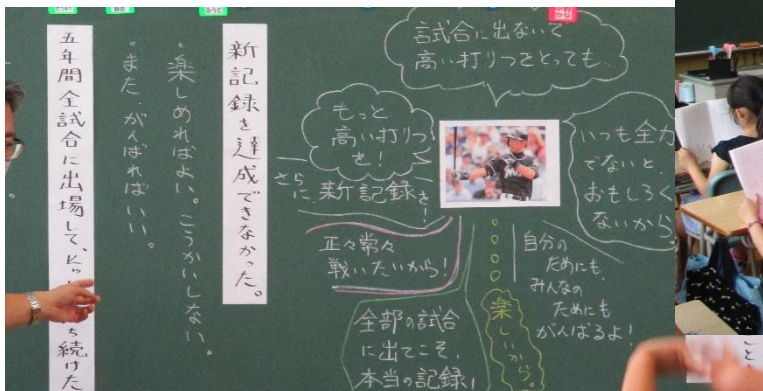 試合に出ないで
高い打りつをとっても…
もっと
高い打りつ
を！
さらに、
新記録を！
いつも全力
でないと、
おもしろく
ないから。
正々常々
戦いたいから！
自分の
ためにも、
みんなの
ためにも
がんばるよ！
楽しいから。
全部の試合
に出てこそ、
本当の記録！
新記録を達成できなかった。
・楽しめればよい。こうかいしない。
・また、がんばればいい。
五年間全試合に出場して、ヒッ
ち続けた